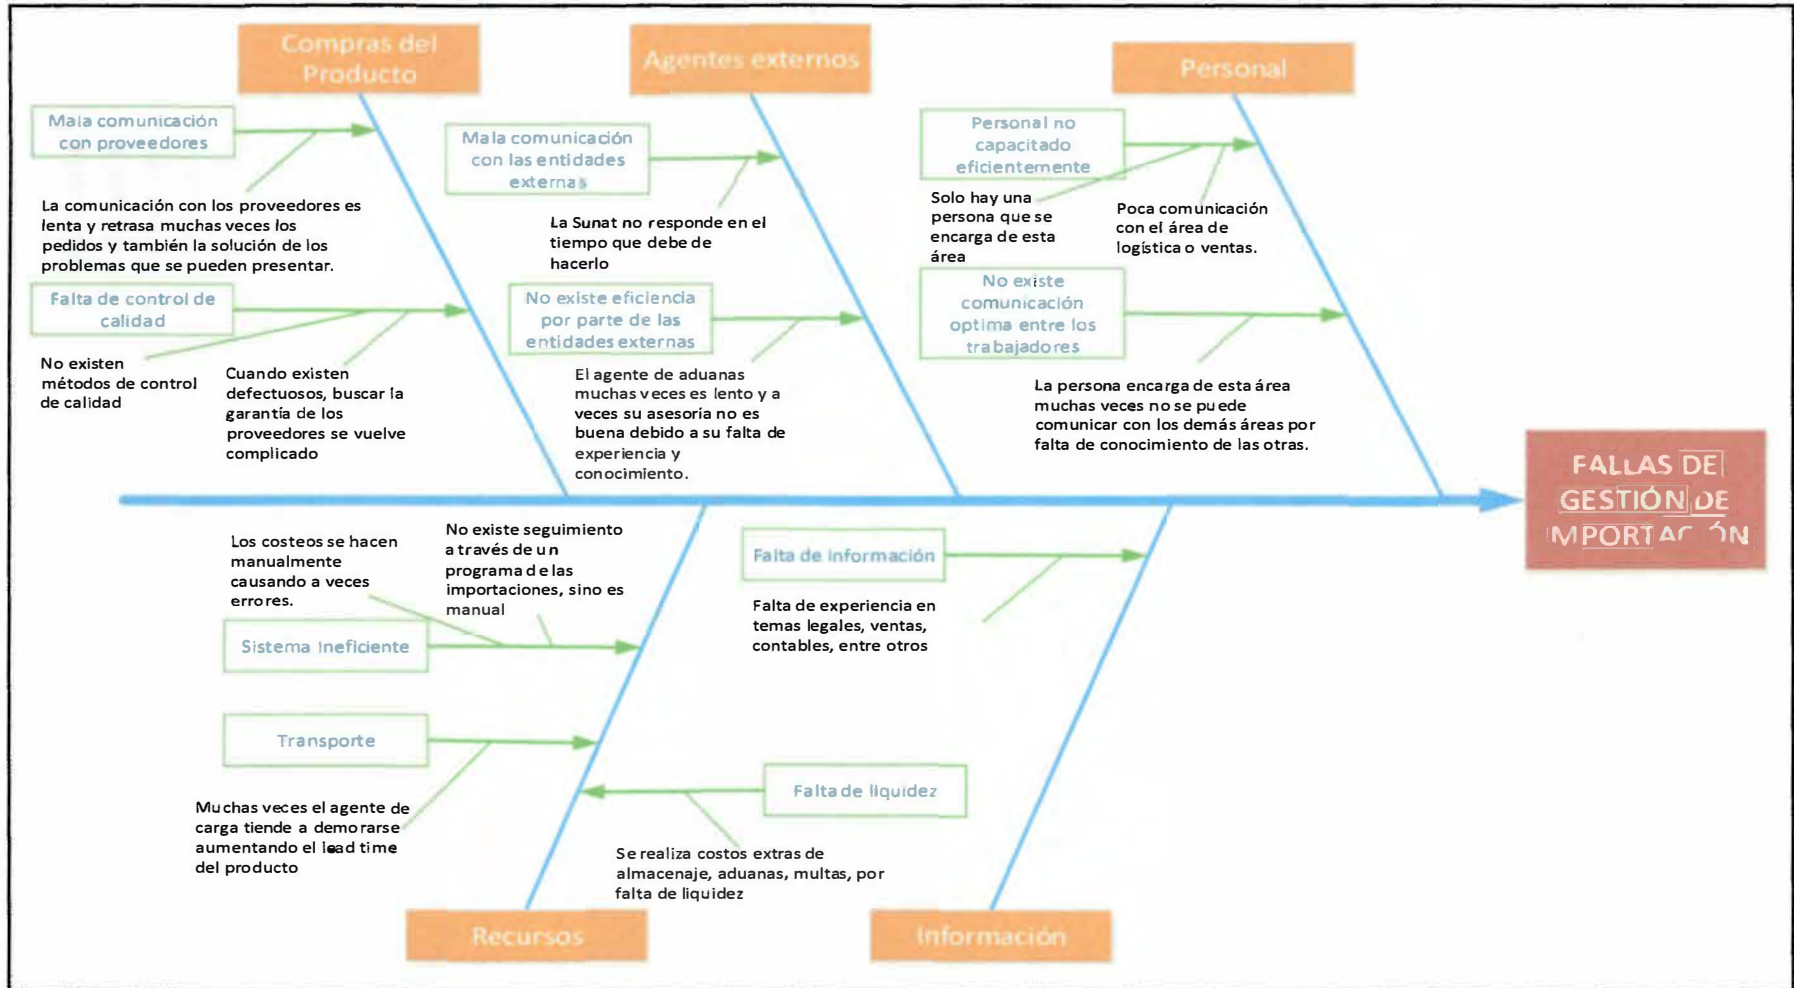 Compras del
Producto
Agentes externos
Personal
Mala comunicación
con proveedores
La comunicación con los proveedores es
lenta y retrasa muchas veces los
pedidos y también la solución de los
problemas que se pueden presentar.
Falta de control de
calidad
No existen
métodos de control
de calidad
Cuando existen
defectuosos, buscar la
garantía de los
proveedores se vuelve
complicado
Mala comunicación
con las entidades
externas
La Sunat no responde en el
tiempo que debe de
hacerlo
No existe eficiencia
por parte de las
entidades externas
El agente de aduanas
muchas veces es lento y a
veces su asesoría no es
buena debido a su falta de
experiencia y
conocimiento.
Personal no
capacitado
eficientemente
Solo hay una
persona que se
encarga de esta
área
Poca comunicación
con el área de
logística o ventas.
No existe
comunicación
optima entre los
trabajadores
La persona encarga de esta área
muchas veces no se puede
comunicar con los demás áreas por
falta de conocimiento de las otras.
FALLAS DE
GESTIÓN DE
IMPORTACIÓN
Los costeos se hacen
manualmente
causando a veces
errores.
No existe seguimiento
a través de un
programa de las
importaciones, sino es
manual
Sistema Ineficiente
Transporte
Muchas veces el agente de
carga tiende a demorarse
aumentando el lead time
del producto
Falta de liquidez
Se realiza costos extras de
almacenaje, aduanas, multas, por
falta de liquidez
Falta de información
Falta de experiencia en
temas legales, ventas,
contables, entre otros
Recursos
Información